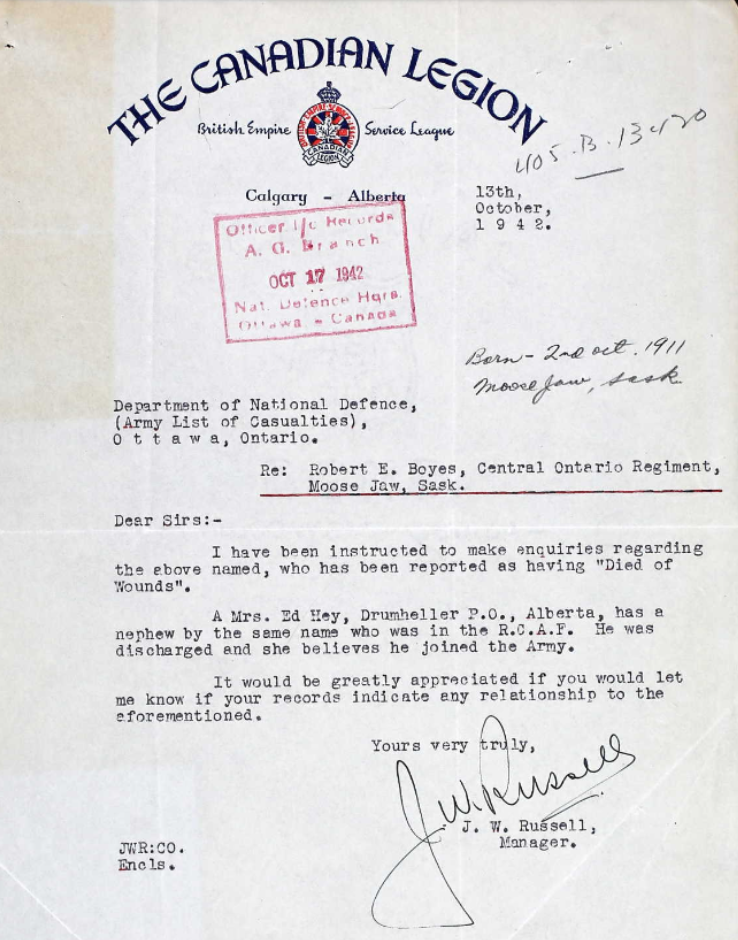 THE CANADIAN LEGION
British Empire Service League
BRITISH EMPIRE SERVICE LEAGUE
CANADIAN
LEGION
405.B.13420
Calgary - Alberta
13th,
October,
1 9 4 2.
Officer i/c Records
A. G. Branch
OCT 17 1942
Nat. Defence Hqrs.
Ottawa - Canada
Born - 2nd oct. 1911
Moose Jaw, Sask.
Department of National Defence,
(Army List of Casualties),
O t t a w a, Ontario.
Re: Robert E. Boyes, Central Ontario Regiment,
Moose Jaw, Sask.
Dear Sirs:-
I have been instructed to make enquiries regarding
the above named, who has been reported as having "Died of
Wounds".
A Mrs. Ed Hey, Drumheller P.O., Alberta, has a
nephew by the same name who was in the R.C.A.F. He was
discharged and she believes he joined the Army.
It would be greatly appreciated if you would let
me know if your records indicate any relationship to the
aforementioned.
Yours very truly,
J.W. Russell
J. W. Russell,
Manager.
JWR:CO.
Encls.